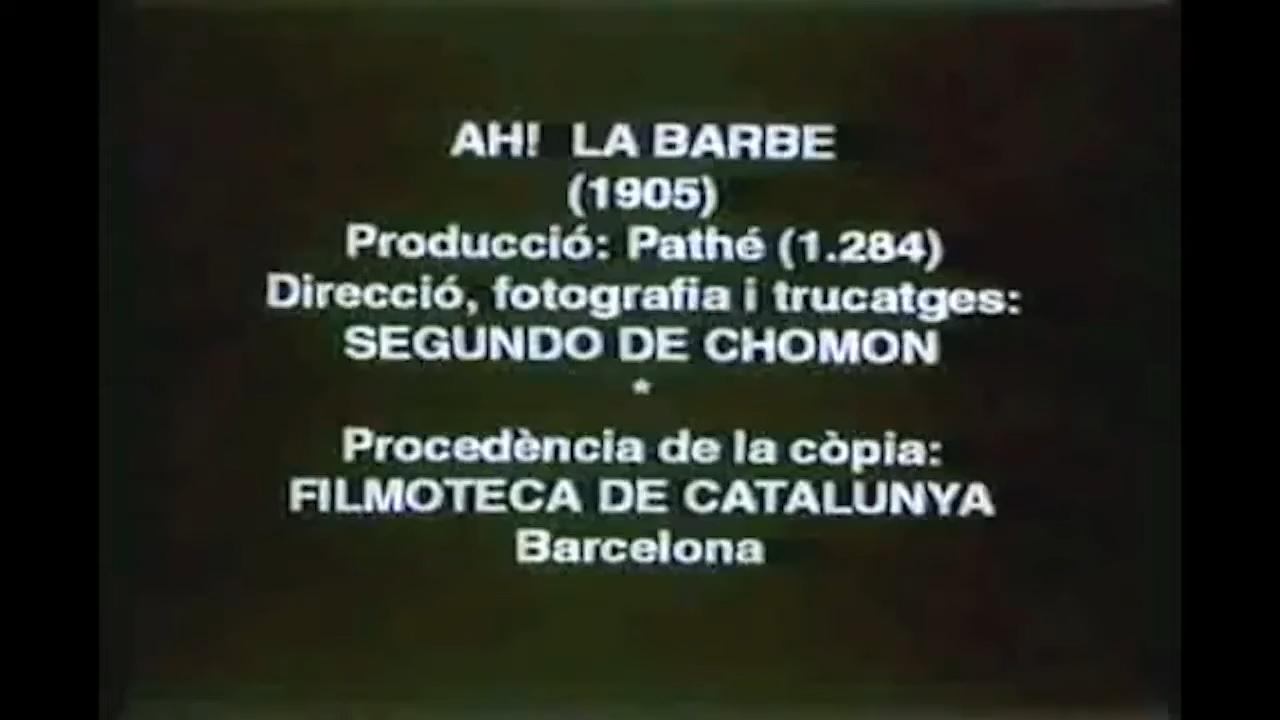 AH! LA BARBE
(1905)
Producció: Pathé (1.284)
Direcció, fotografia i trucatges:
SEGUNDO DE CHOMON
*
Procedència de la còpia:
FILMOTECA DE CATALUNYA
Barcelona